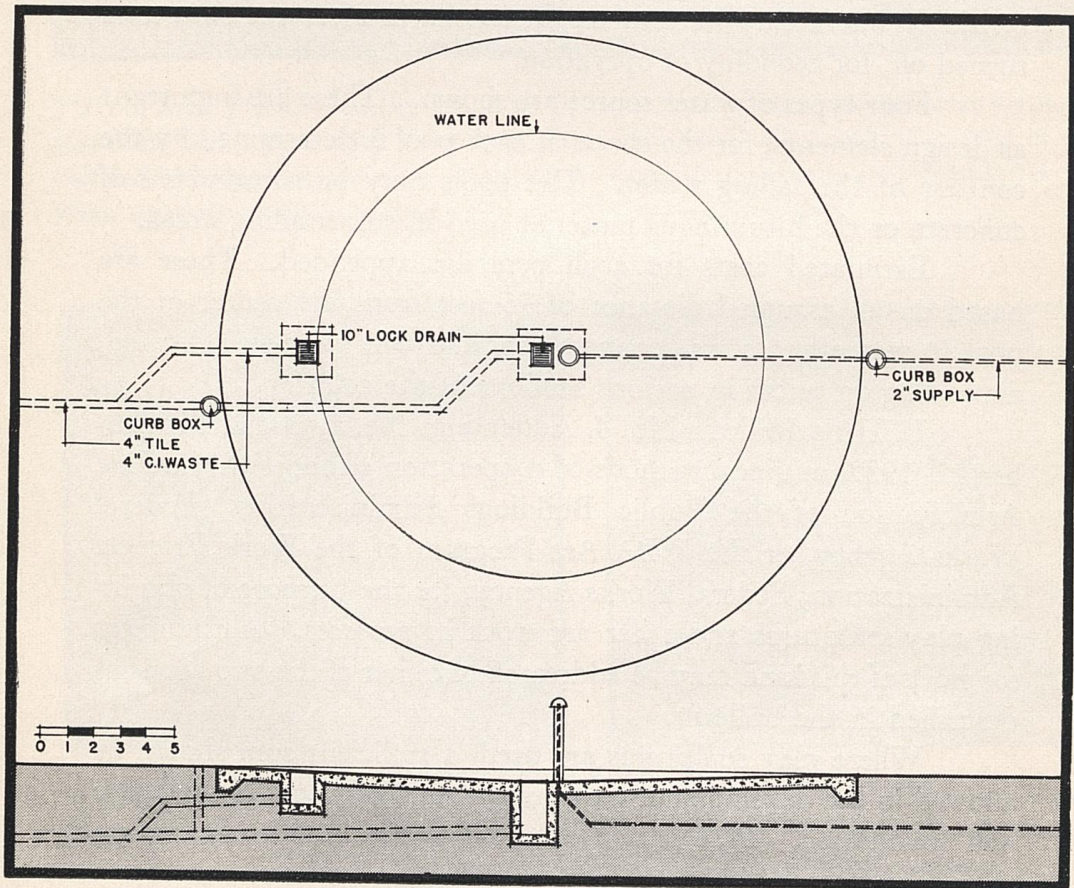 WATER LINE
10" LOCK DRAIN
CURB BOX
2" SUPPLY
CURB BOX
4" TILE
4" C.I. WASTE
0 1 2 3 4 5